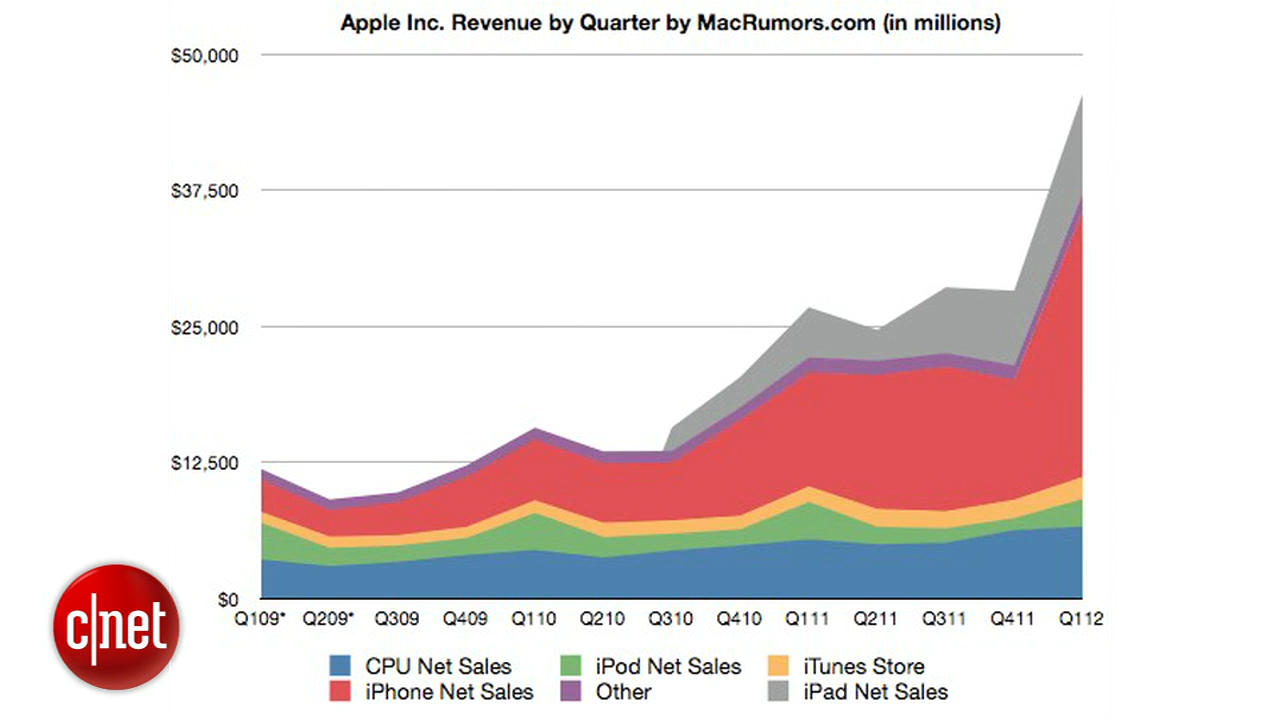 Apple Inc. Revenue by Quarter by MacRumors.com (in millions)
$50,000
$37,500
$25,000
$12,500
$0
Q109* Q209* Q309 Q409 Q110 Q210 Q310 Q410 Q111 Q211 Q311 Q411 Q112
c|net
CPU Net Sales iPod Net Sales iTunes Store
iPhone Net Sales Other iPad Net Sales